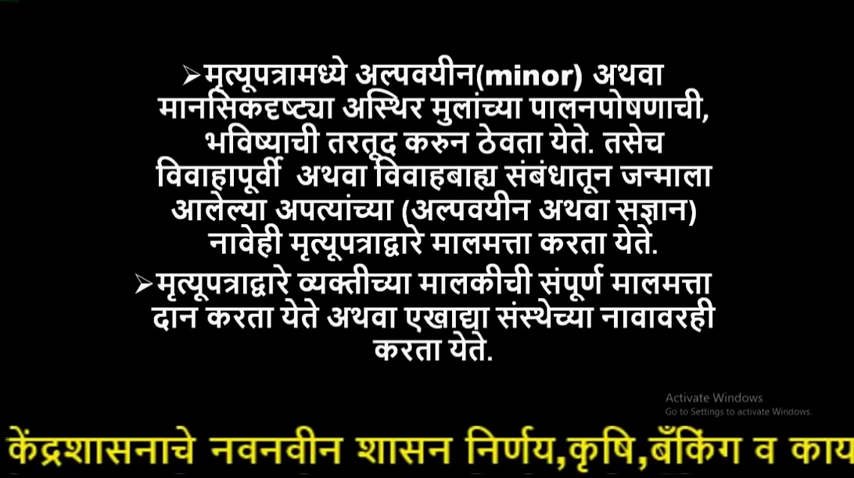 ➢मृत्यूपत्रामध्ये अल्पवयीन(minor) अथवा
मानसिकदृष्ट्या अस्थिर मुलांच्या पालनपोषणाची,
भविष्याची तरतूद करुन ठेवता येते. तसेच
विवाहापूर्वी अथवा विवाहबाह्य संबंधातून जन्माला
आलेल्या अपत्यांच्या (अल्पवयीन अथवा सज्ञान)
नावेही मृत्यूपत्राद्वारे मालमत्ता करता येते.
➢मृत्यूपत्राद्वारे व्यक्तीच्या मालकीची संपूर्ण मालमत्ता
दान करता येते अथवा एखाद्या संस्थेच्या नावावरही
करता येते.
Activate Windows
Go to Settings to activate Windows.
केंद्रशासनाचे नवनवीन शासन निर्णय,कृषि,बँकिंग व काय